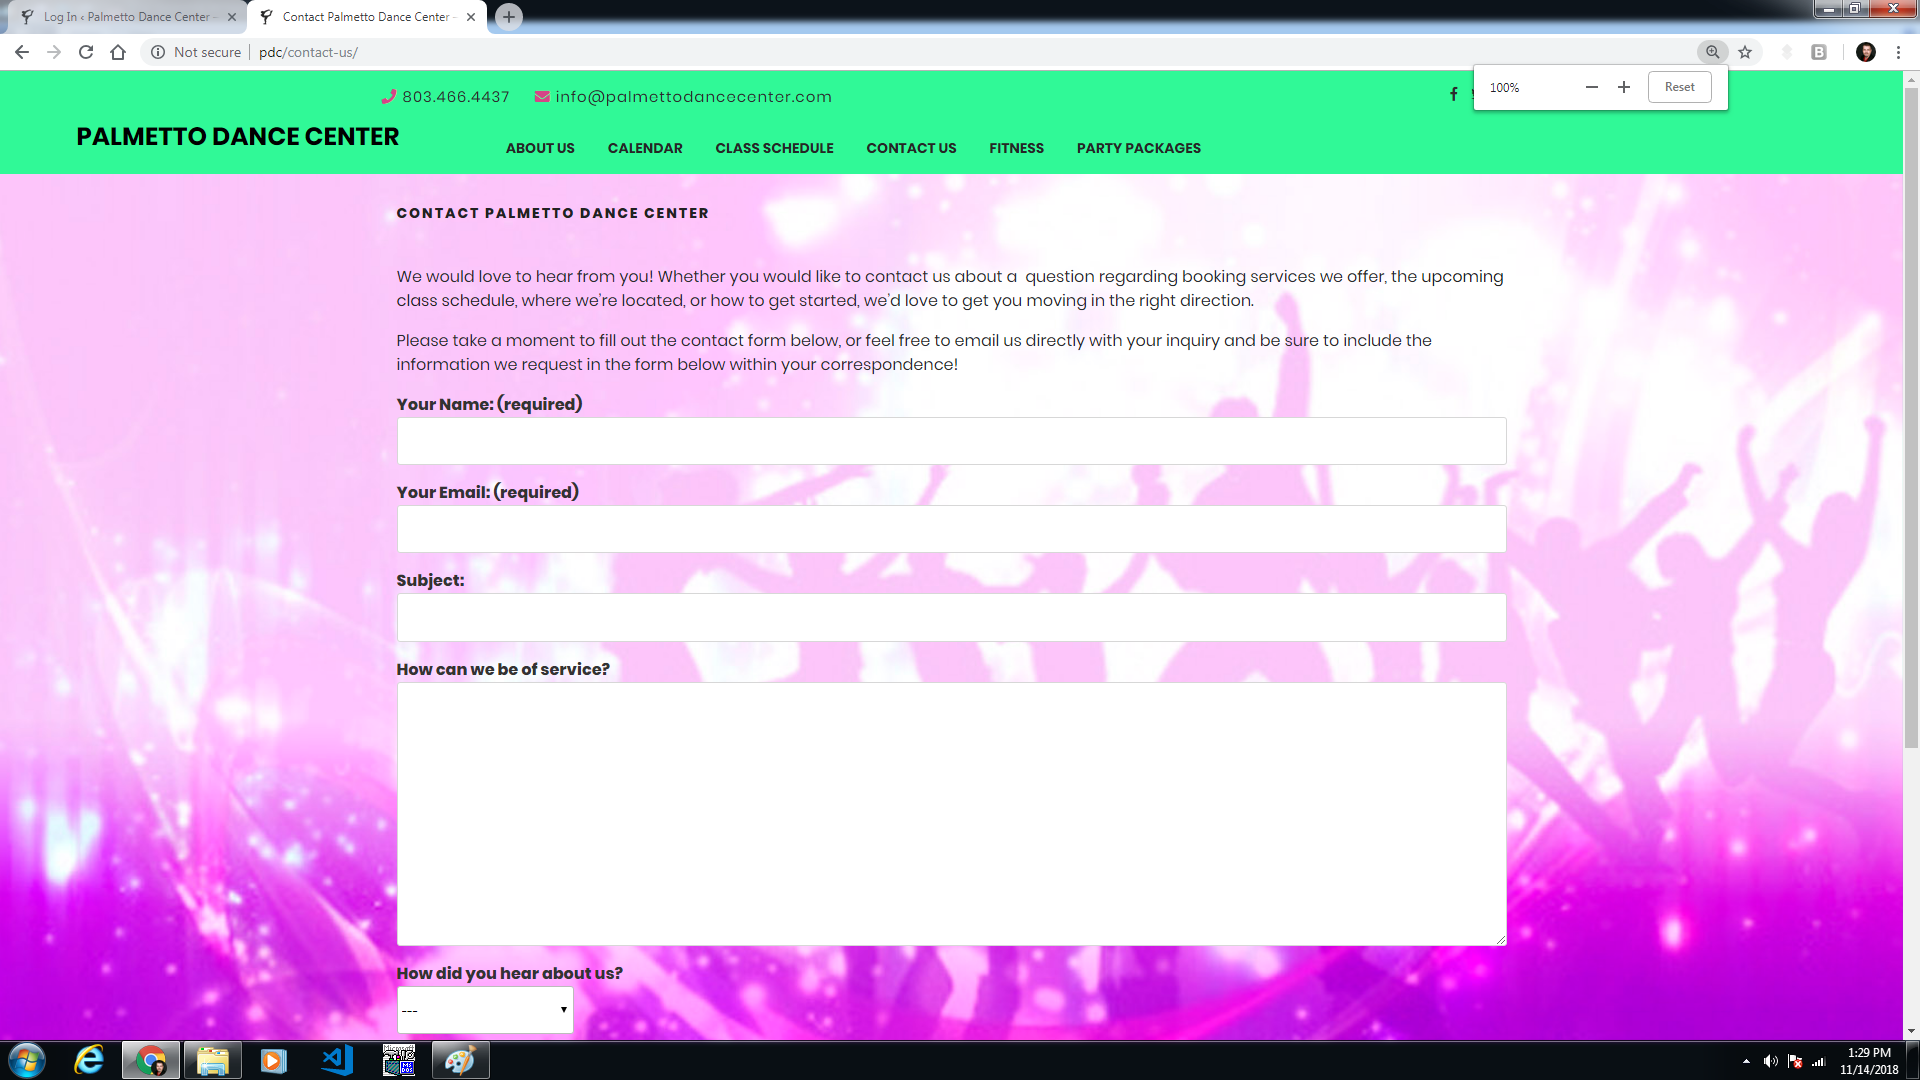 Log In ‹ Palmetto Dance Center
Contact Palmetto Dance Center
Not secure
pdc/contact-us/
100%
Reset
803.466.4437
info@palmettodancecenter.com
PALMETTO DANCE CENTER
ABOUT US
CALENDAR
CLASS SCHEDULE
CONTACT US
FITNESS
PARTY PACKAGES
CONTACT PALMETTO DANCE CENTER
We would love to hear from you! Whether you would like to contact us about a  question regarding booking services we offer, the upcoming
class schedule, where we’re located, or how to get started, we’d love to get you moving in the right direction.
Please take a moment to fill out the contact form below, or feel free to email us directly with your inquiry and be sure to include the
information we request in the form below within your correspondence!
Your Name: (required)
Your Email: (required)
Subject:
How can we be of service?
How did you hear about us?
---
1:29 PM
11/14/2018